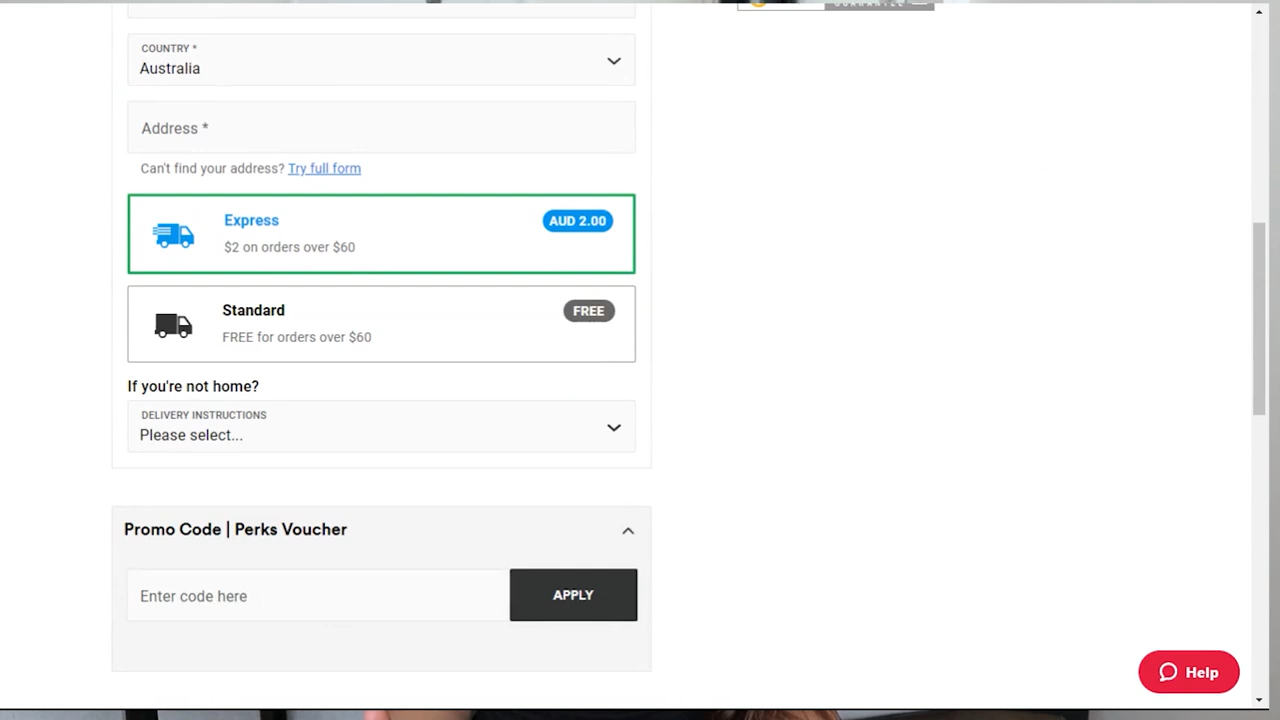 COUNTRY *
Australia
Address *
Can't find your address? Try full form
Express
AUD 2.00
$2 on orders over $60
Standard
FREE
FREE for orders over $60
If you're not home?
DELIVERY INSTRUCTIONS
Please select...
Promo Code | Perks Voucher
Enter code here
APPLY
Help